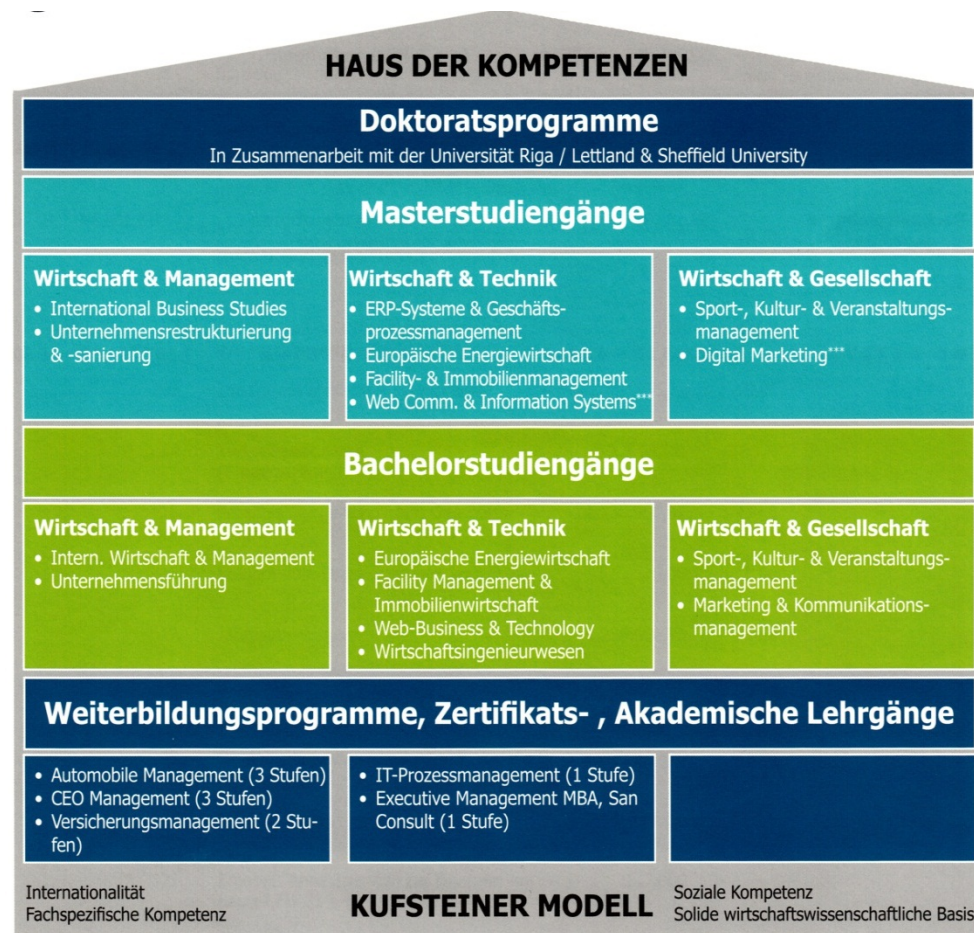 HAUS DER KOMPETENZEN
Doktoratsprogramme
In Zusammenarbeit mit der Universität Riga / Lettland & Sheffield University
Masterstudiengänge
Wirtschaft & Management
• International Business Studies
• Unternehmensrestrukturierung
& -sanierung
Wirtschaft & Technik
• ERP-Systeme & Geschäfts-
prozessmanagement
• Europäische Energiewirtschaft
• Facility- & Immobilienmanagement
• Web Comm. & Information Systems***
Wirtschaft & Gesellschaft
• Sport-, Kultur- & Veranstaltungs-
management
• Digital Marketing***
Bachelorstudiengänge
Wirtschaft & Management
• Intern. Wirtschaft & Management
• Unternehmensführung
Wirtschaft & Technik
• Europäische Energiewirtschaft
• Facility Management &
Immobilienwirtschaft
• Web-Business & Technology
• Wirtschaftsingenieurwesen
Wirtschaft & Gesellschaft
• Sport-, Kultur- & Veranstaltungs-
management
• Marketing & Kommunikations-
management
Weiterbildungsprogramme, Zertifikats- , Akademische Lehrgänge
• Automobile Management (3 Stufen)
• CEO Management (3 Stufen)
• Versicherungsmanagement (2 Stu-
fen)
• IT-Prozessmanagement (1 Stufe)
• Executive Management MBA, San
Consult (1 Stufe)
Internationalität
Fachspezifische Kompetenz
KUFSTEINER MODELL
Soziale Kompetenz
Solide wirtschaftswissenschaftliche Basis